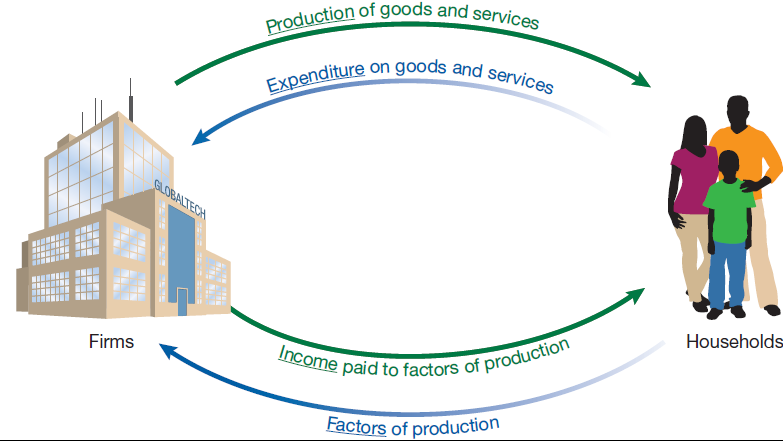 Production of goods and services
Expenditure on goods and services
GLOBALTECH
Firms
Households
Income paid to factors of production
Factors of production